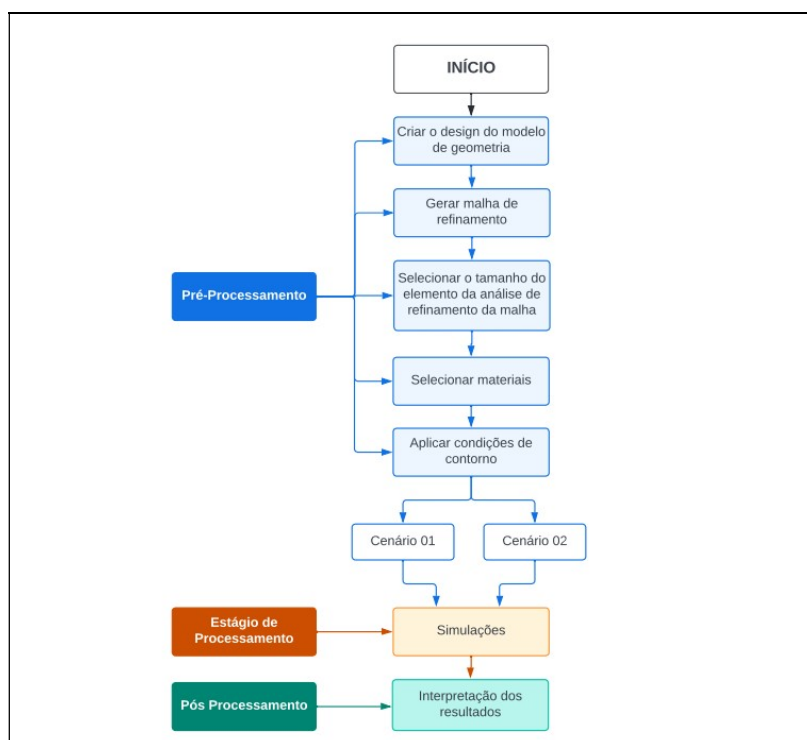 INÍCIO
Criar o design do modelo
de geometria
Gerar malha de
refinamento
Pré-Processamento
Selecionar o tamanho do
elemento da análise de
refinamento da malha
Selecionar materiais
Aplicar condições de
contorno
Cenário 01
Cenário 02
Estágio de
Processamento
Simulações
Pós Processamento
Interpretação dos
resultados